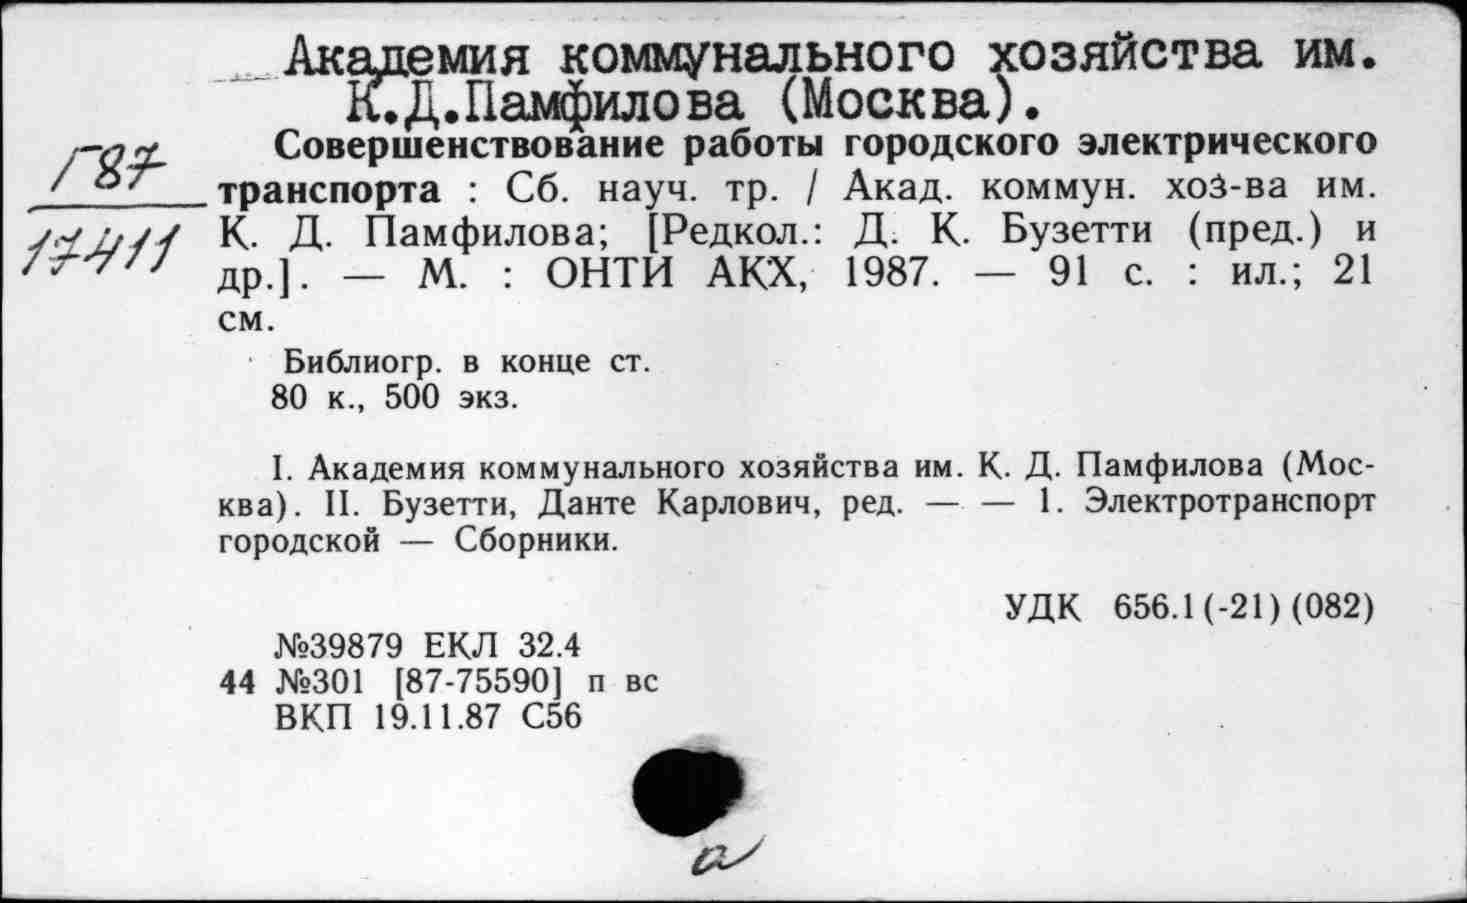 Академия коммунального хозяйства им.
К.Д.Памфилова (Москва).
Г87
17411
Совершенствование работы городского электрического
транспорта : Сб. науч. тр. / Акад. коммун. хоз-ва им.
К. Д. Памфилова; [Редкол.: Д. К. Бузетти (пред.) и
др.]. — М. : ОНТИ АКХ, 1987. — 91 с. : ил.; 21
см.
Библиогр. в конце ст.
80 к., 500 экз.
I. Академия коммунального хозяйства им. К. Д. Памфилова (Мос-
ква). II. Бузетти, Данте Карлович, ред. — — 1. Электротранспорт
городской — Сборники.
УДК 656.1(-21)(082)
№39879 ЕКЛ 32.4
44 №301 [87-75590] п вс
ВКП 19.11.87 С56